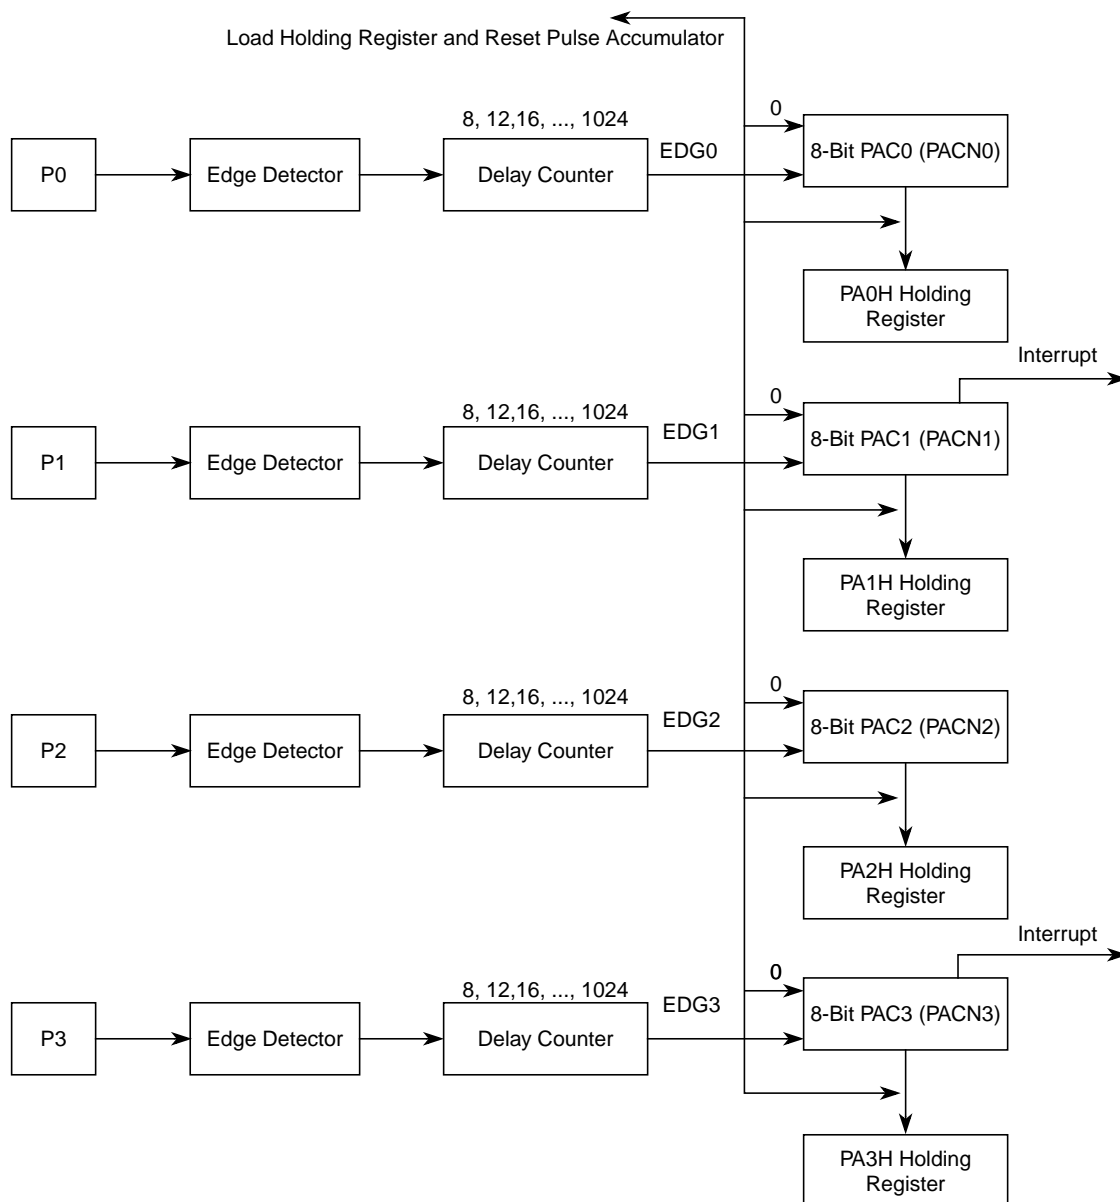 Load Holding Register and Reset Pulse Accumulator
0
8, 12,16, ..., 1024
EDG0
P0
Edge Detector
Delay Counter
8-Bit PAC0 (PACN0)
PA0H Holding
Register
Interrupt
0
8, 12,16, ..., 1024
EDG1
P1
Edge Detector
Delay Counter
8-Bit PAC1 (PACN1)
PA1H Holding
Register
0
8, 12,16, ..., 1024
EDG2
P2
Edge Detector
Delay Counter
8-Bit PAC2 (PACN2)
PA2H Holding
Register
Interrupt
0
8, 12,16, ..., 1024
EDG3
P3
Edge Detector
Delay Counter
8-Bit PAC3 (PACN3)
PA3H Holding
Register